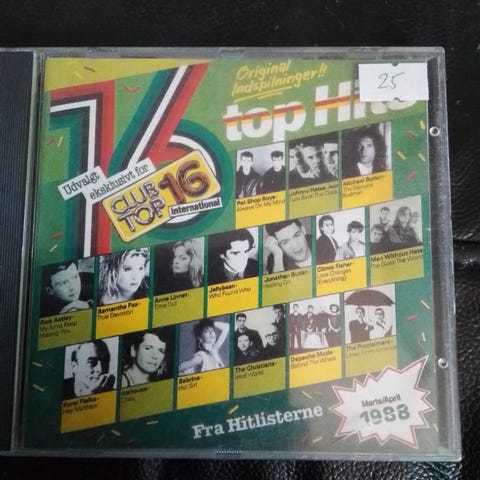 16
Original
Indspilninger!!
top Hits
25
Udvalgt
eksklusivt for
CLUB
TOP 16
international
Pet Shop Boys-
Always On My Mind
Johnny Hates Jazz-
Turn Back The Clock
Michael Bolton-
Rick Astley-
My Arms Keep
Missing You
Samantha Fox-
True Devotion
Anne Linnet-
Time Out
Jellybean-
Who Found Who
Jonathan Butler-
Holding On
Climie Fisher-
Love Changes
(Everything)
Men Without Hats-
Pop Goes The World
Karel Fialka-
Hey Matthew
Icehouse-
Crazy
Sabrina-
Hot Girl
The Christians-
Ideal World
Depeche Mode-
Behind The Wheel
The Proclaimers-
Letter From America
Fra Hitlisterne
Marts/April
1988